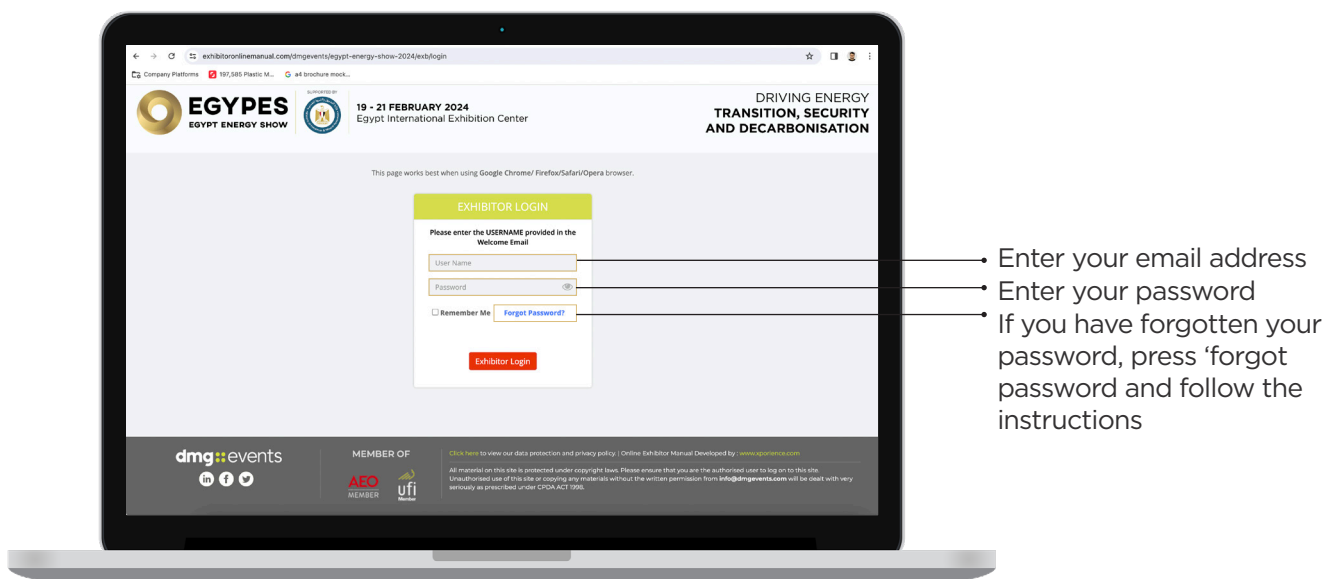 exhibitoronlinemanual.com/dmgevents/egypt-energy-show-2024/exb/login
Company Platforms 197,585 Plastic M... a4 brochure mock...
EGYPES
EGYPT ENERGY SHOW
SUPPORTED BY
19 - 21 FEBRUARY 2024
Egypt International Exhibition Center
DRIVING ENERGY
TRANSITION, SECURITY
AND DECARBONISATION
This page works best when using Google Chrome/ Firefox/Safari/Opera browser.
EXHIBITOR LOGIN
Please enter the USERNAME provided in the
Welcome Email
User Name
Password
Remember Me Forgot Password?
Exhibitor Login
Enter your email address
Enter your password
If you have forgotten your
password, press ‘forgot
password and follow the
instructions
dmg::events
MEMBER OF
AEO
MEMBER
ufi
Member
Click here to view our data protection and privacy policy. | Online Exhibitor Manual Developed by : www.xporience.com
All material on this site is protected under copyright laws. Please ensure that you are the authorised user to log on to this site.
Unauthorised use of this site or copying any materials without the written permission from info@dmgevents.com will be dealt with very
seriously as prescribed under CPDA ACT 1998.